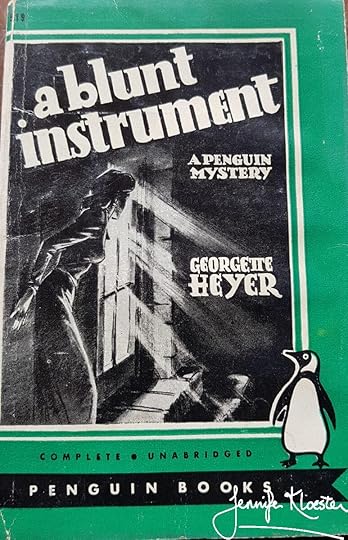 a blunt
instrument
A PENGUIN
MYSTERY
GEORGETTE
HEYER
COMPLETE • UNABRIDGED
PENGUIN BOOKS
Jennifer Kloester